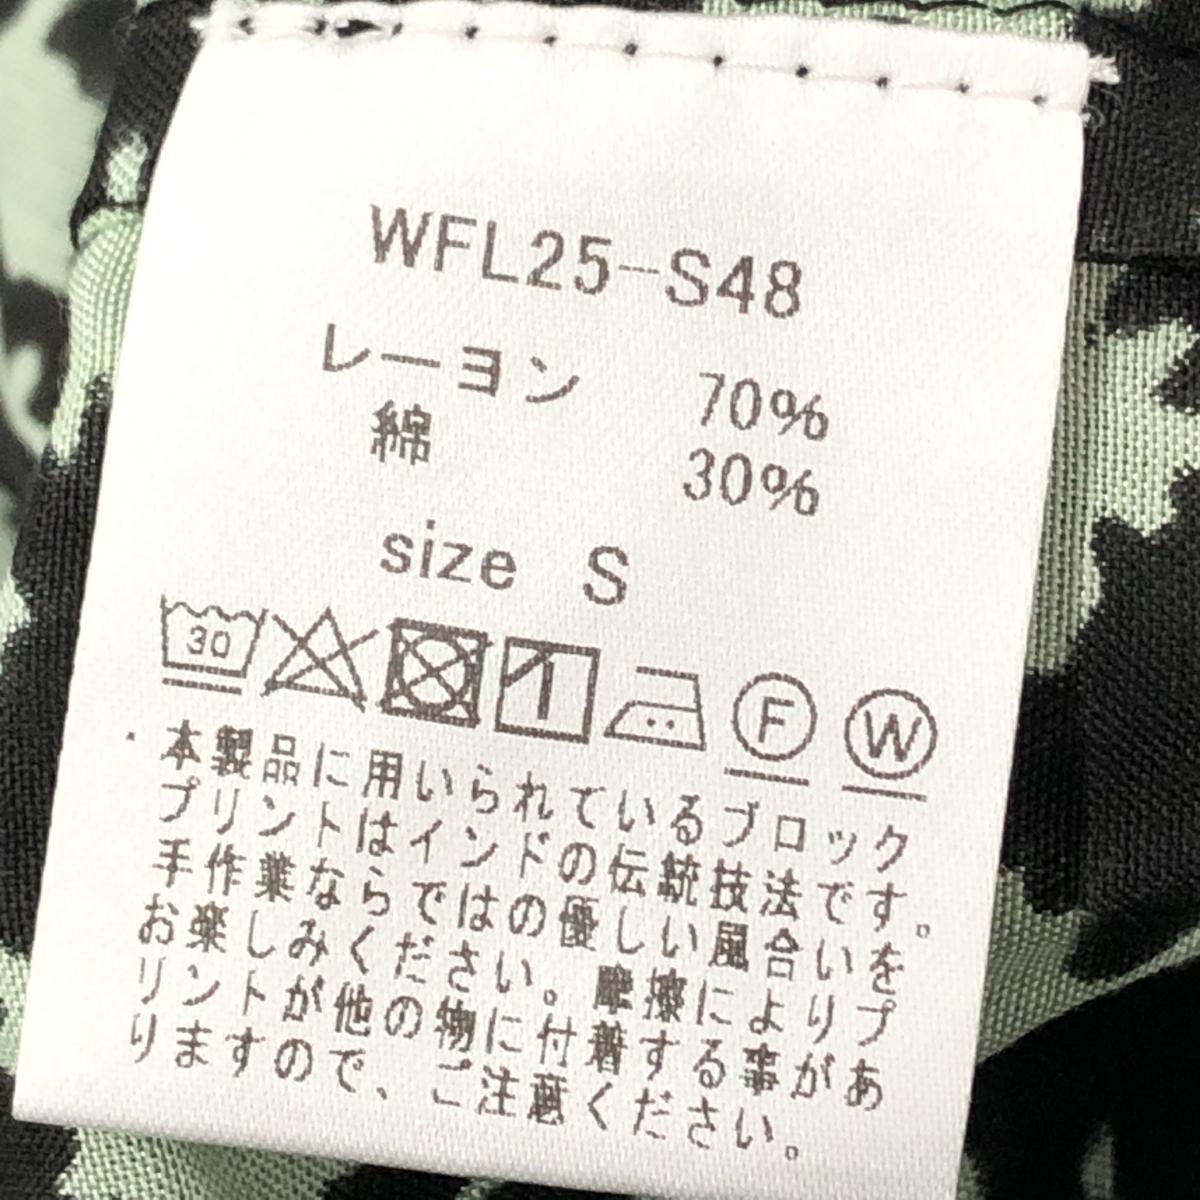 WFL25-S48
レーヨン 70%
綿 30%
size S
30 F W
本製品に用いられているブロック
プリントはインドの伝統技法です。
手作業ならではの優しい風合いを
お楽しみください。摩擦によりプ
リントが他の物に付着する事があ
りますので、ご注意ください。